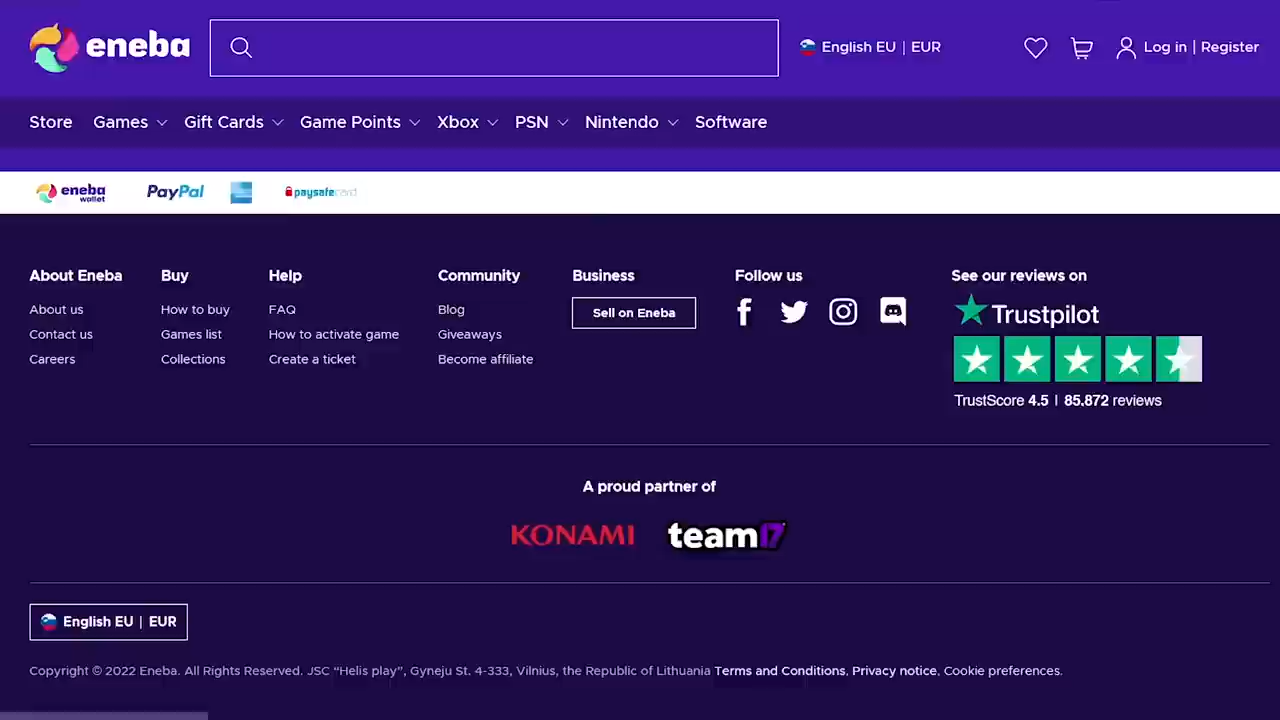 eneba
English EU | EUR
Log in | Register
Store Games Gift Cards Game Points Xbox PSN Nintendo Software
eneba wallet PayPal paysafecard
About Eneba Buy Help Community Business Follow us See our reviews on
About us How to buy FAQ Blog Sell on Eneba Trustpilot
Contact us Games list How to activate game Giveaways
Careers Collections Create a ticket Become affiliate
TrustScore 4.5 | 85,872 reviews
A proud partner of
KONAMI team17
English EU | EUR
Copyright © 2022 Eneba. All Rights Reserved. JSC “Helis play”, Gyneju St. 4-333, Vilnius, the Republic of Lithuania Terms and Conditions, Privacy notice, Cookie preferences.